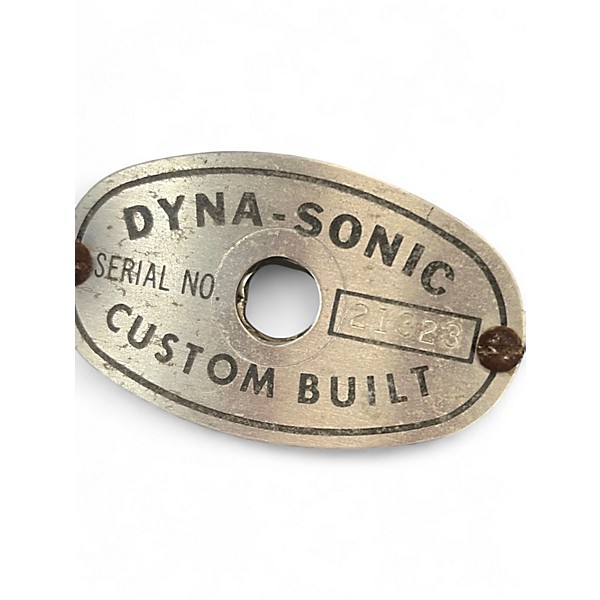 DYNA-SONIC
SERIAL NO. 21323
CUSTOM BUILT